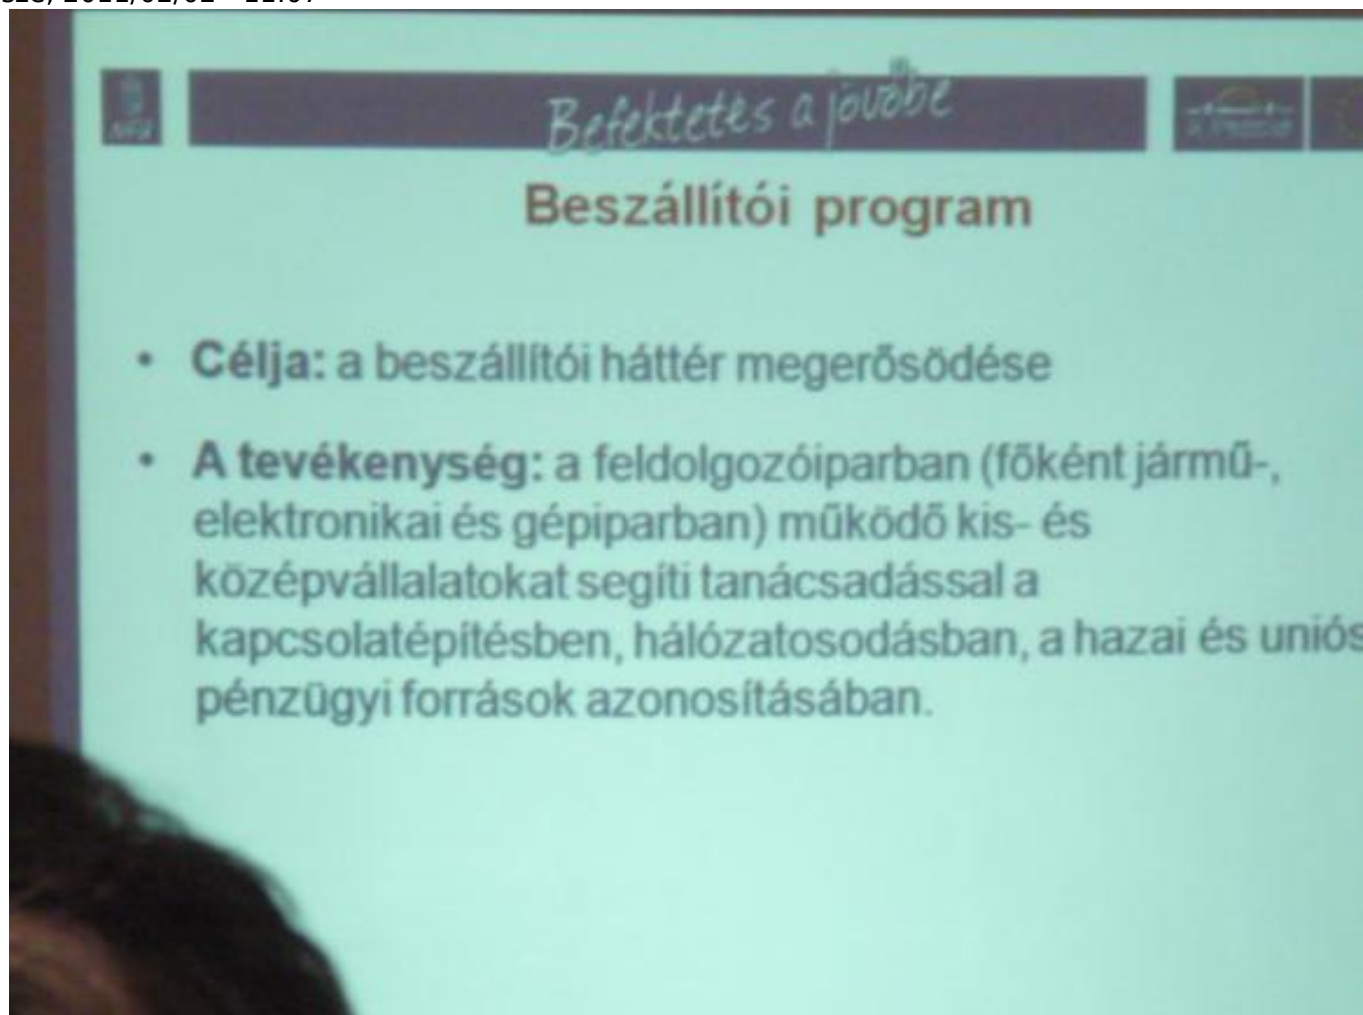 NFÜ
Befektetés a jövőbe
Beszállítói program
• Célja: a beszállítói háttér megerősödése
• A tevékenység: a feldolgozóiparban (főként jármű-,
elektronikai és gépiparban) működő kis- és
középvállalatokat segíti tanácsadással a
kapcsolatépítésben, hálózatosodásban, a hazai és uniós
pénzügyi források azonosításában.